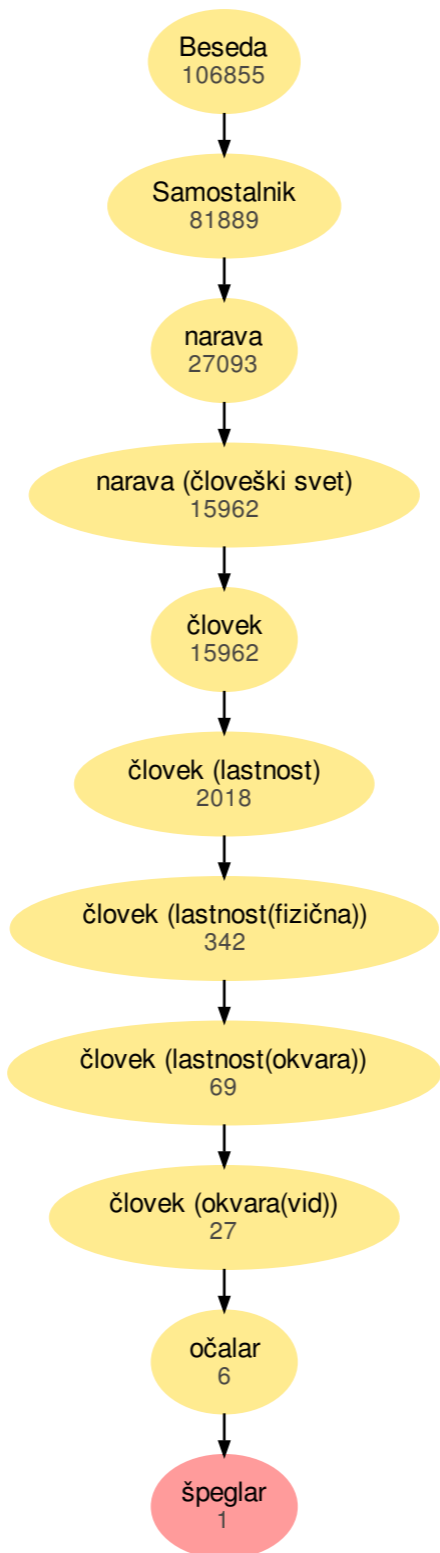 Beseda
106855
Samostalnik
81889
narava
27093
narava (človeški svet)
15962
človek
15962
človek (lastnost)
2018
človek (lastnost(fizična))
342
človek (lastnost(okvara))
69
človek (okvara(vid))
27
očalar
6
špeglar
1